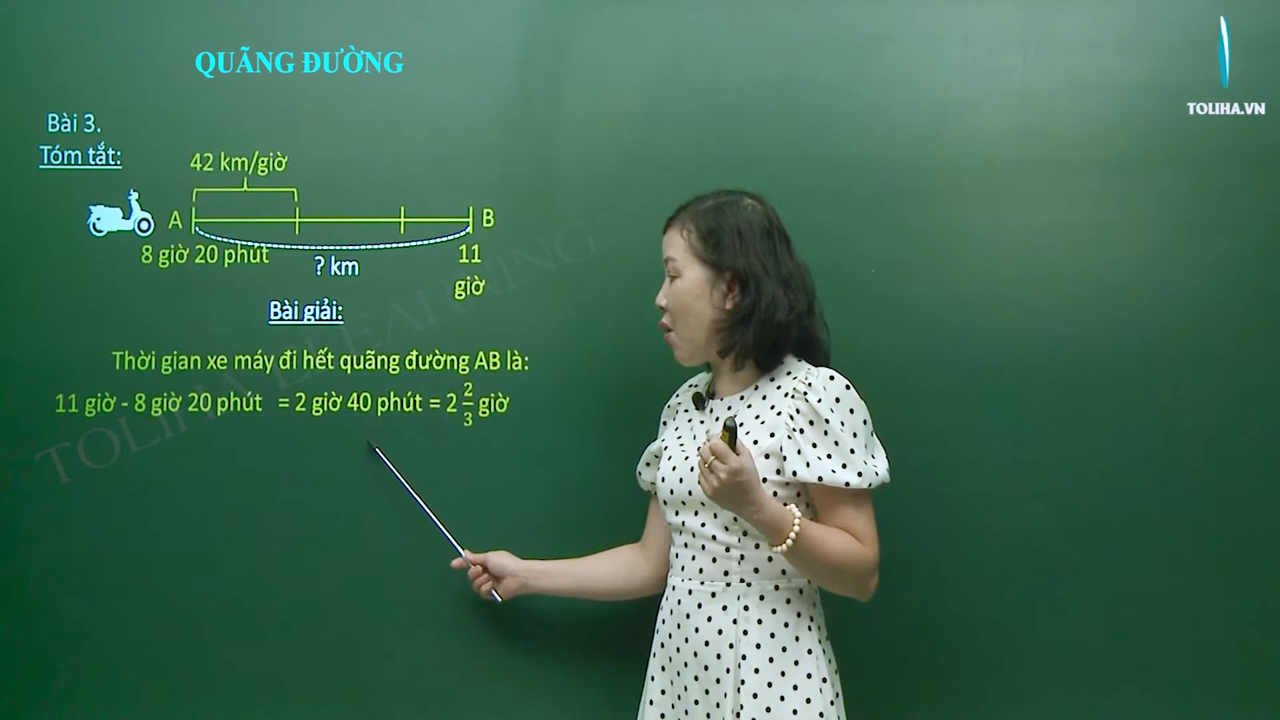 QUÃNG ĐƯỜNG
TOLIHA.VN
Bài 3.
Tóm tắt:
42 km/giờ
A
B
8 giờ 20 phút
? km
11
giờ
Bài giải:
Thời gian xe máy đi hết quãng đường AB là:
11 giờ - 8 giờ 20 phút = 2 giờ 40 phút = 2 2/3 giờ
TOLIHA ELEARNING